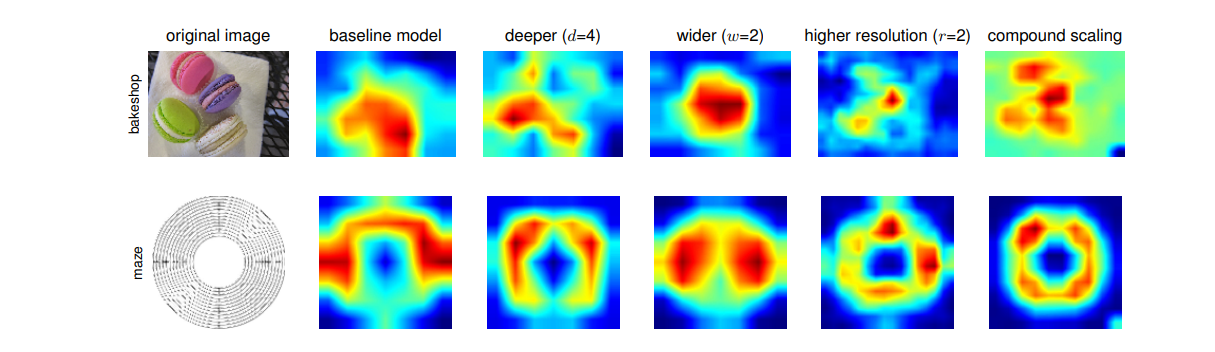 original image baseline model deeper (d=4) wider (w=2) higher resolution (r=2) compound scaling
bakeshop
maze